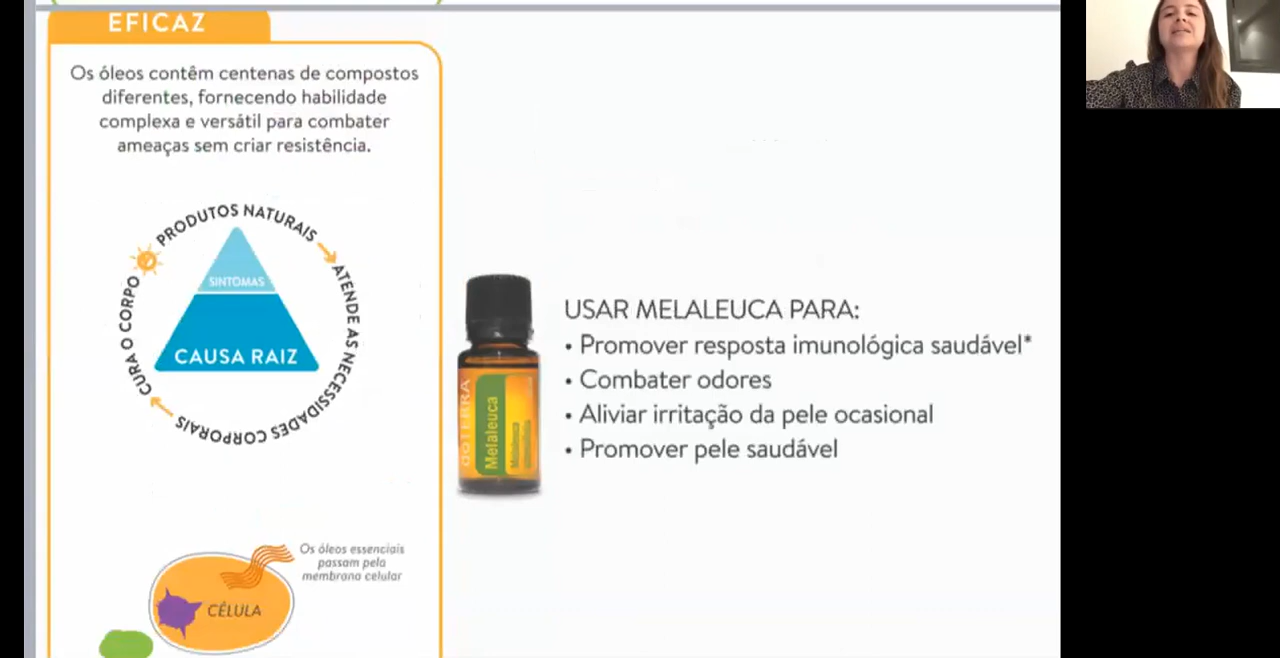 EFICAZ
Os óleos contêm centenas de compostos
diferentes, fornecendo habilidade
complexa e versátil para combater
ameaças sem criar resistência.
PRODUTOS NATURAIS
ATENDE AS NECESSIDADES CORPORAIS
CURA O CORPO
SINTOMAS
CAUSA RAIZ
Os óleos essenciais
passam pela
membrana celular
CÉLULA
dōTERRA
Melaleuca
USAR MELALEUCA PARA:
• Promover resposta imunológica saudável*
• Combater odores
• Aliviar irritação da pele ocasional
• Promover pele saudável